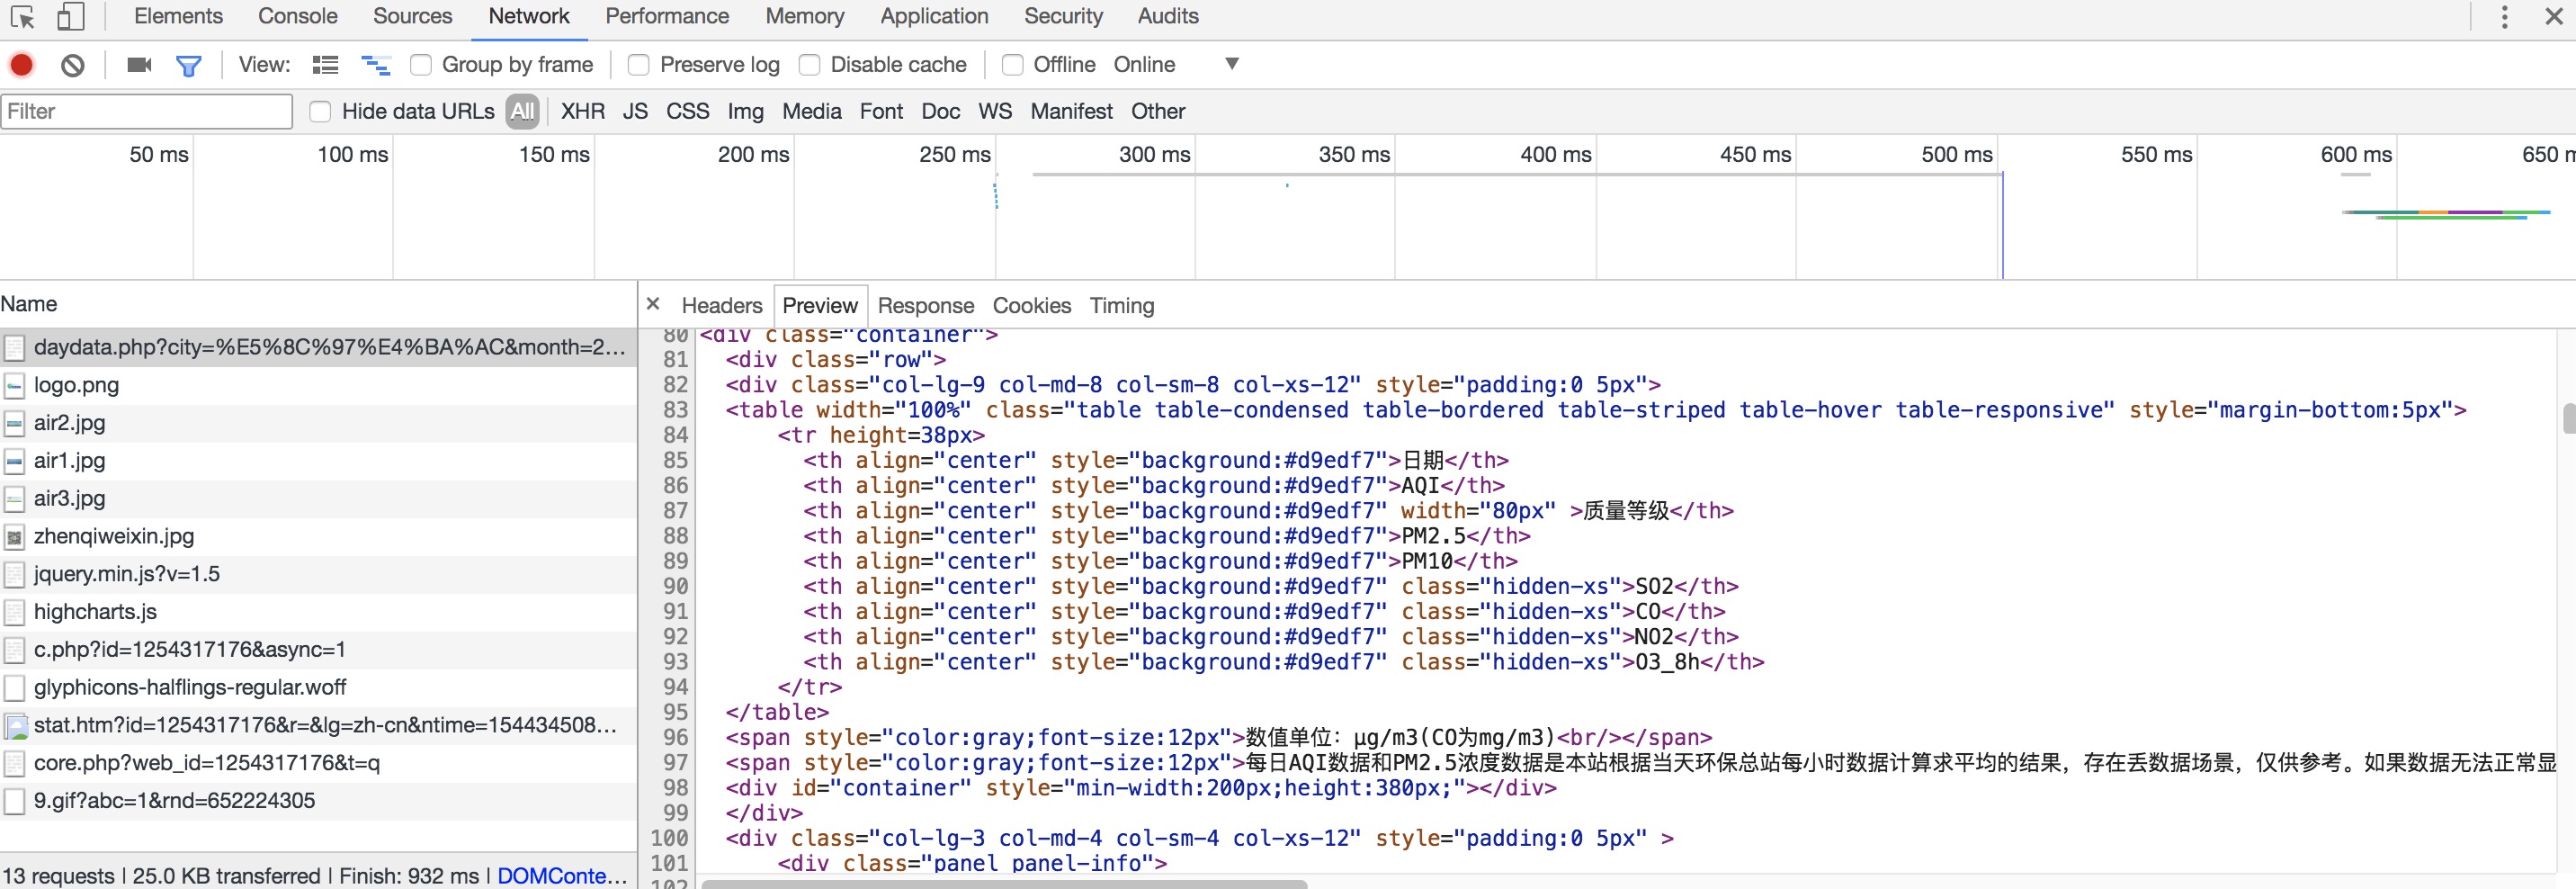 Elements Console Sources Network Performance Memory Application Security Audits
View: Group by frame Preserve log Disable cache Offline Online
Filter Hide data URLs All XHR JS CSS Img Media Font Doc WS Manifest Other
50 ms 100 ms 150 ms 200 ms 250 ms 300 ms 350 ms 400 ms 450 ms 500 ms 550 ms 600 ms 650 m
Name
daydata.php?city=%E5%8C%97%E4%BA%AC&month=2...
logo.png
air2.jpg
air1.jpg
air3.jpg
zhenqiweixin.jpg
jquery.min.js?v=1.5
highcharts.js
c.php?id=1254317176&async=1
glyphicons-halflings-regular.woff
stat.htm?id=1254317176&r=&lg=zh-cn&ntime=154434508...
core.php?web_id=1254317176&t=q
9.gif?abc=1&rnd=652224305
13 requests | 25.0 KB transferred | Finish: 932 ms | DOMConte...
Headers Preview Response Cookies Timing
80 <div class="container">
81 <div class="row">
82 <div class="col-lg-9 col-md-8 col-sm-8 col-xs-12" style="padding:0 5px">
83 <table width="100%" class="table table-condensed table-bordered table-striped table-hover table-responsive" style="margin-bottom:5px">
84 <tr height=38px>
85 <th align="center" style="background:#d9edf7">日期</th>
86 <th align="center" style="background:#d9edf7">AQI</th>
87 <th align="center" style="background:#d9edf7" width="80px" >质量等级</th>
88 <th align="center" style="background:#d9edf7">PM2.5</th>
89 <th align="center" style="background:#d9edf7">PM10</th>
90 <th align="center" style="background:#d9edf7" class="hidden-xs">SO2</th>
91 <th align="center" style="background:#d9edf7" class="hidden-xs">CO</th>
92 <th align="center" style="background:#d9edf7" class="hidden-xs">NO2</th>
93 <th align="center" style="background:#d9edf7" class="hidden-xs">O3_8h</th>
94 </tr>
95 </table>
96 <span style="color:gray;font-size:12px">数值单位：μg/m3(CO为mg/m3)<br/></span>
97 <span style="color:gray;font-size:12px">每日AQI数据和PM2.5浓度数据是本站根据当天环保总站每小时数据计算求平均的结果，存在丢数据场景，仅供参考。如果数据无法正常显
98 <div id="container" style="min-width:200px;height:380px;"></div>
99 </div>
100 <div class="col-lg-3 col-md-4 col-sm-4 col-xs-12" style="padding:0 5px" >
101 <div class="panel panel-info">
102